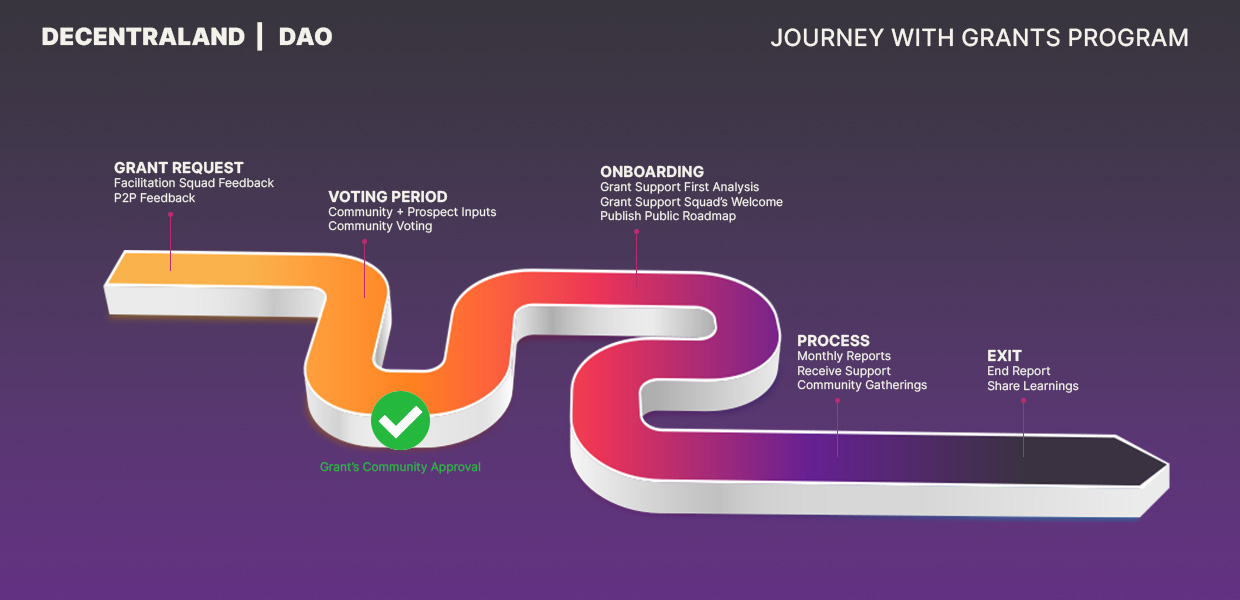 DECENTRALAND | DAO
JOURNEY WITH GRANTS PROGRAM
GRANT REQUEST
Facilitation Squad Feedback
P2P Feedback
VOTING PERIOD
Community + Prospect Inputs
Community Voting
ONBOARDING
Grant Support First Analysis
Grant Support Squad's Welcome
Publish Public Roadmap
PROCESS
Monthly Reports
Receive Support
Community Gatherings
EXIT
End Report
Share Learnings
Grant's Community Approval